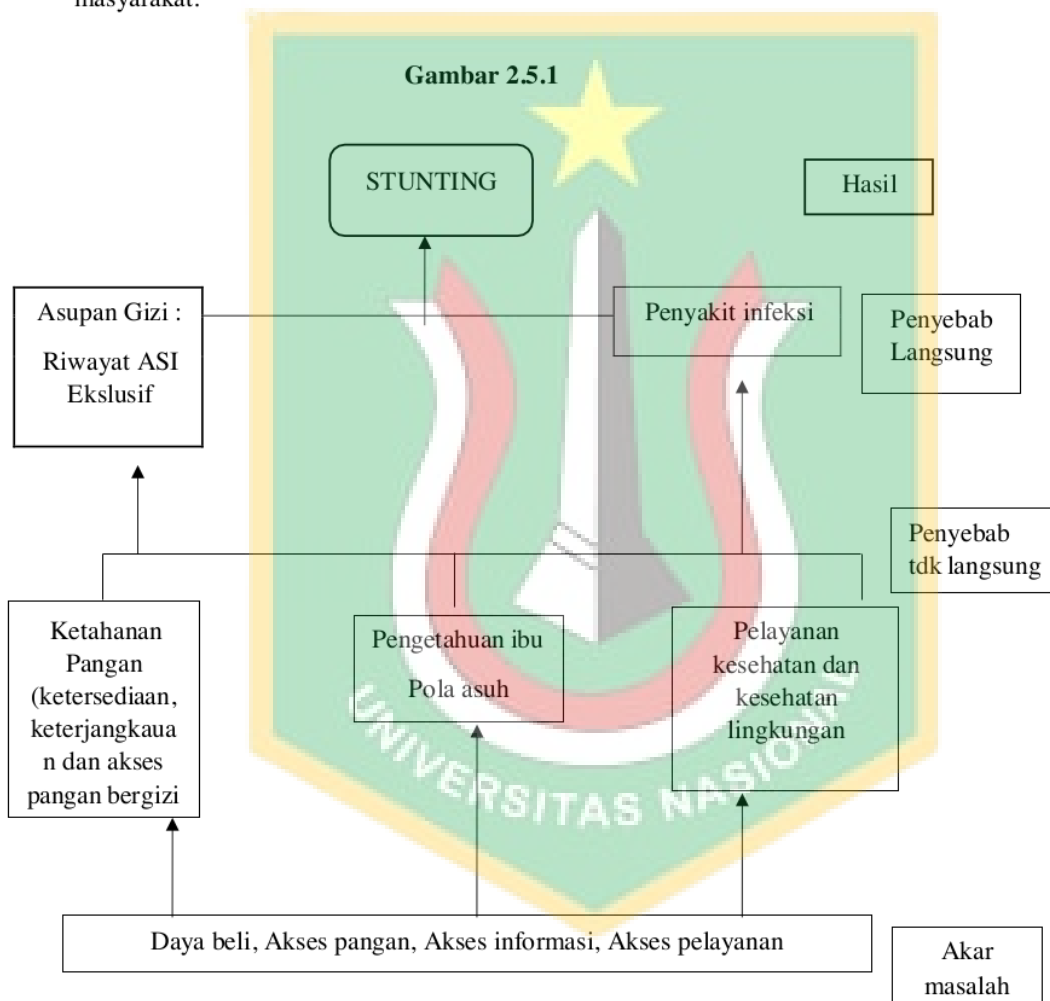 masyarakat.
Gambar 2.5.1
STUNTING
Hasil
Asupan Gizi :
Riwayat ASI
Ekslusif
Penyakit infeksi
Penyebab
Langsung
Penyebab
tdk langsung
Ketahanan
Pangan
(ketersediaan,
keterjangkaua
n dan akses
pangan bergizi
Pengetahuan ibu
Pola asuh
Pelayanan
kesehatan dan
kesehatan
lingkungan
UNIVERSITAS NASIONAL
Daya beli, Akses pangan, Akses informasi, Akses pelayanan
Akar
masalah